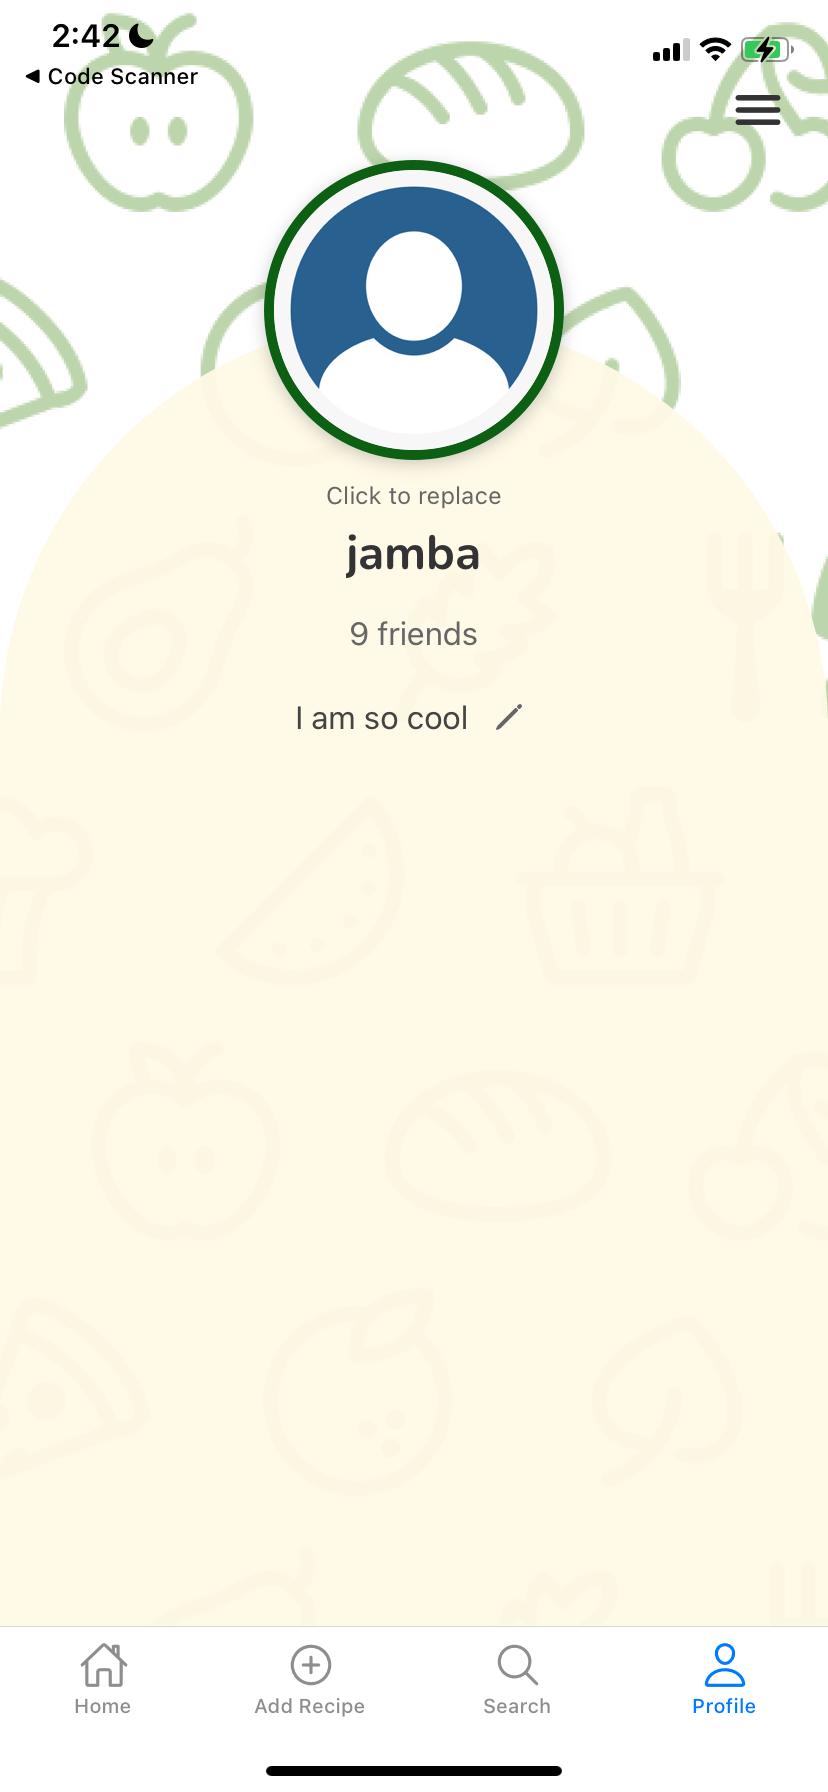 2:42
Code Scanner
Click to replace
jamba
9 friends
I am so cool
Home
Add Recipe
Search
Profile